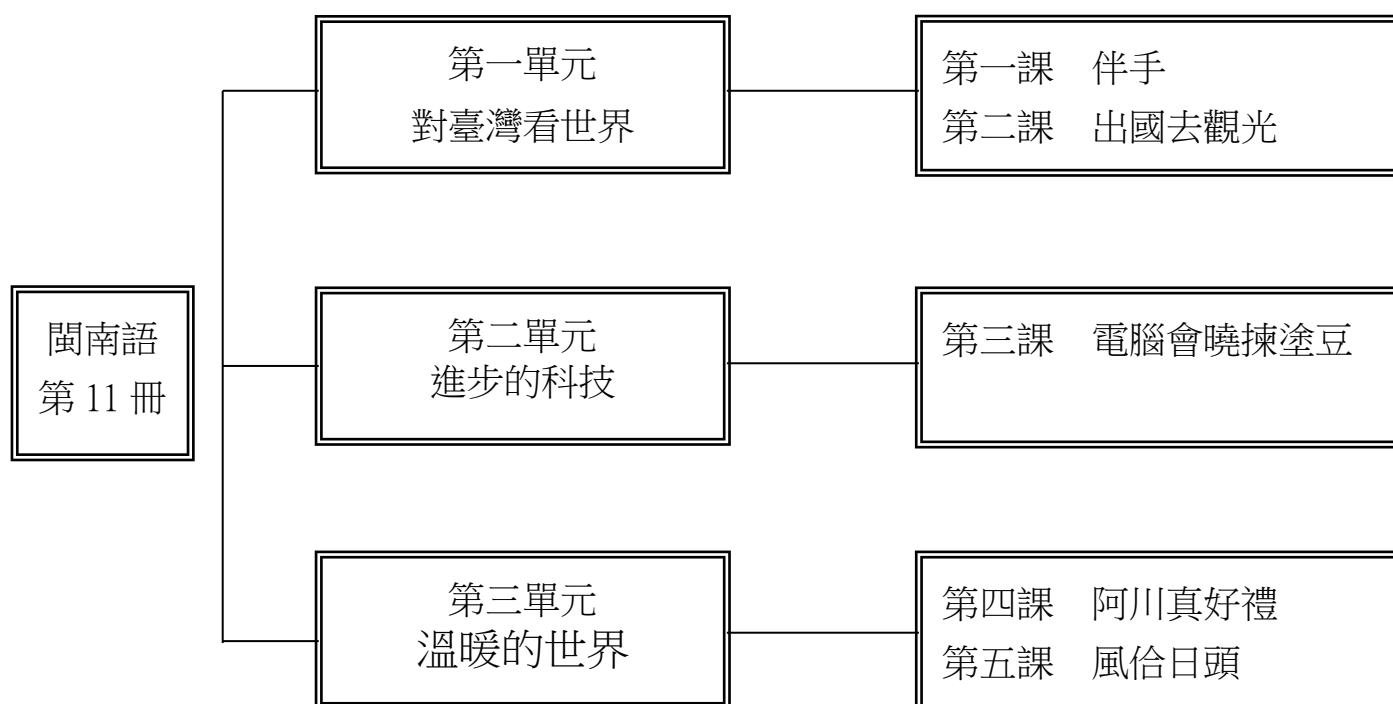 閩南語
第 11 冊
第一單元
對臺灣看世界
第一課 伴手
第二課 出國去觀光
第二單元
進步的科技
第三課 電腦會曉揀塗豆
第三單元
溫暖的世界
第四課 阿川真好禮
第五課 風佮日頭